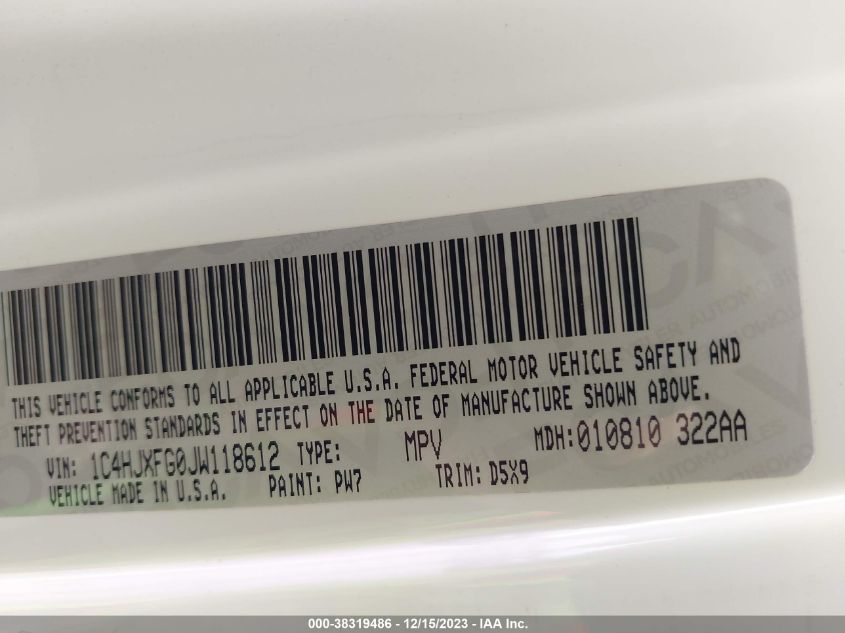 THIS VEHICLE CONFORMS TO ALL APPLICABLE U.S.A. FEDERAL MOTOR VEHICLE SAFETY AND
THEFT PREVENTION STANDARDS IN EFFECT ON THE DATE OF MANUFACTURE SHOWN ABOVE.
VIN: 1C4HJXFG0JW118612 TYPE: MPV MDH:010810 322AA
VEHICLE MADE IN U.S.A. PAINT: PW7 TRIM: D5X9
000-38319486 - 12/15/2023 - IAA Inc.